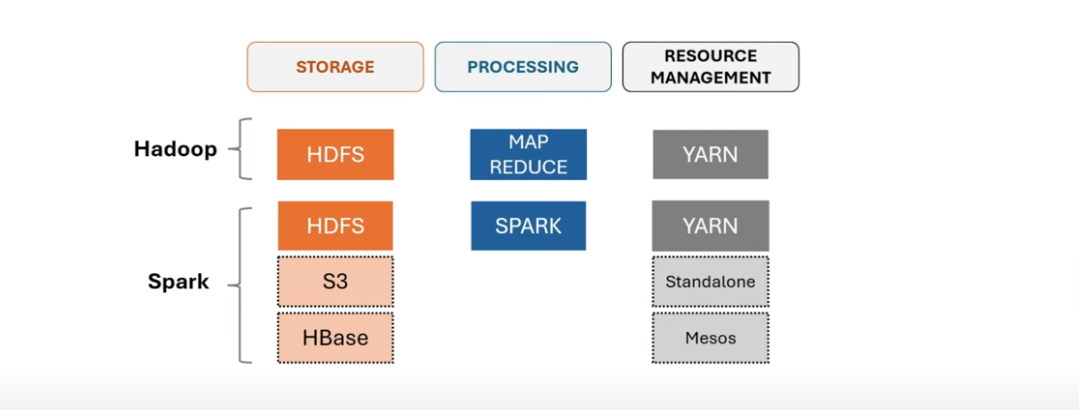 STORAGE
PROCESSING
RESOURCE
MANAGEMENT
Hadoop
HDFS
MAP
REDUCE
YARN
Spark
HDFS
SPARK
YARN
S3
Standalone
HBase
Mesos